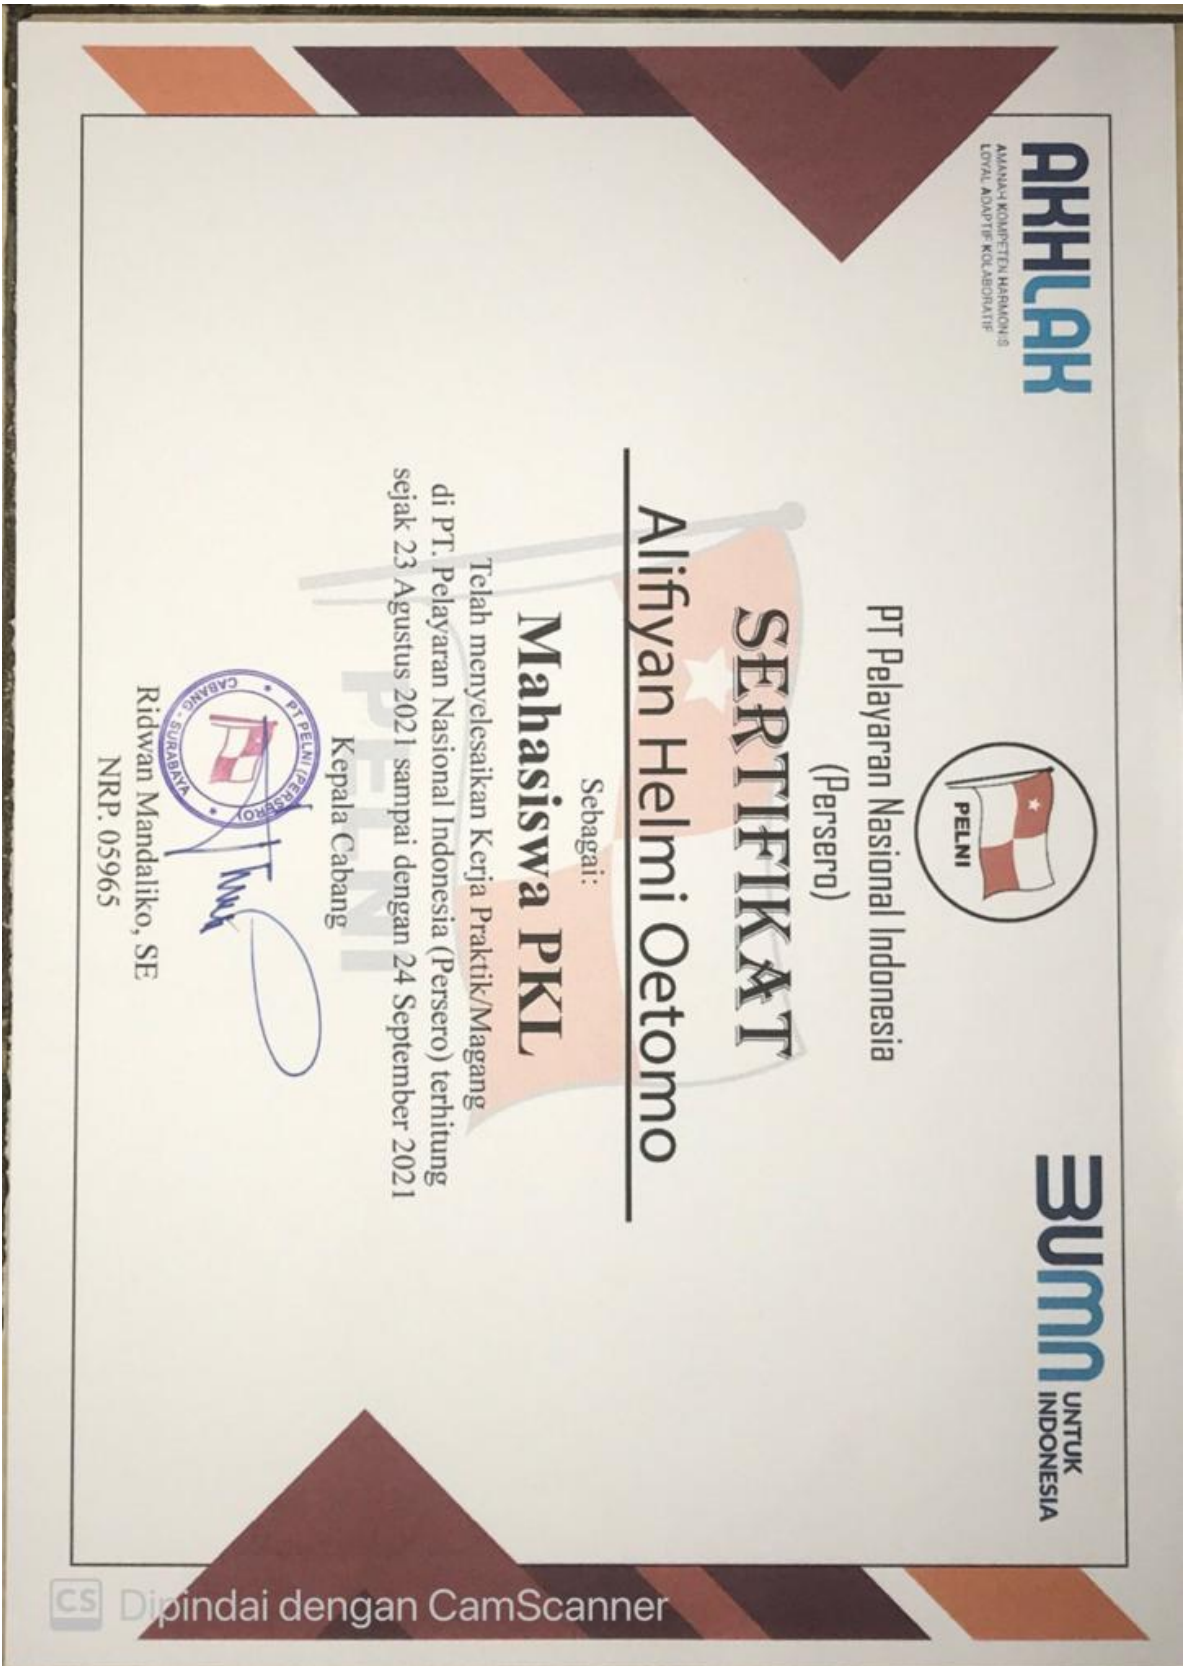 AKHLAK
AMANAH KOMPETEN HARMONIS
LOYAL ADAPTIF KOLABORATIF
PELNI
BUMN
UNTUK
INDONESIA
PT Pelayaran Nasional Indonesia
(Persero)
SERTIFIKAT
Alifiyan Helmi Oetomo
Sebagai:
Mahasiswa PKL
Telah menyelesaikan Kerja Praktik/Magang
di PT. Pelayaran Nasional Indonesia (Persero) terhitung
sejak 23 Agustus 2021 sampai dengan 24 September 2021
PELNI
Kepala Cabang
PT PELNI (PERSERO)
CABANG - SURABAYA
Ridwan Mandaliko, SE
NRP. 05965
CS Dipindai dengan CamScanner